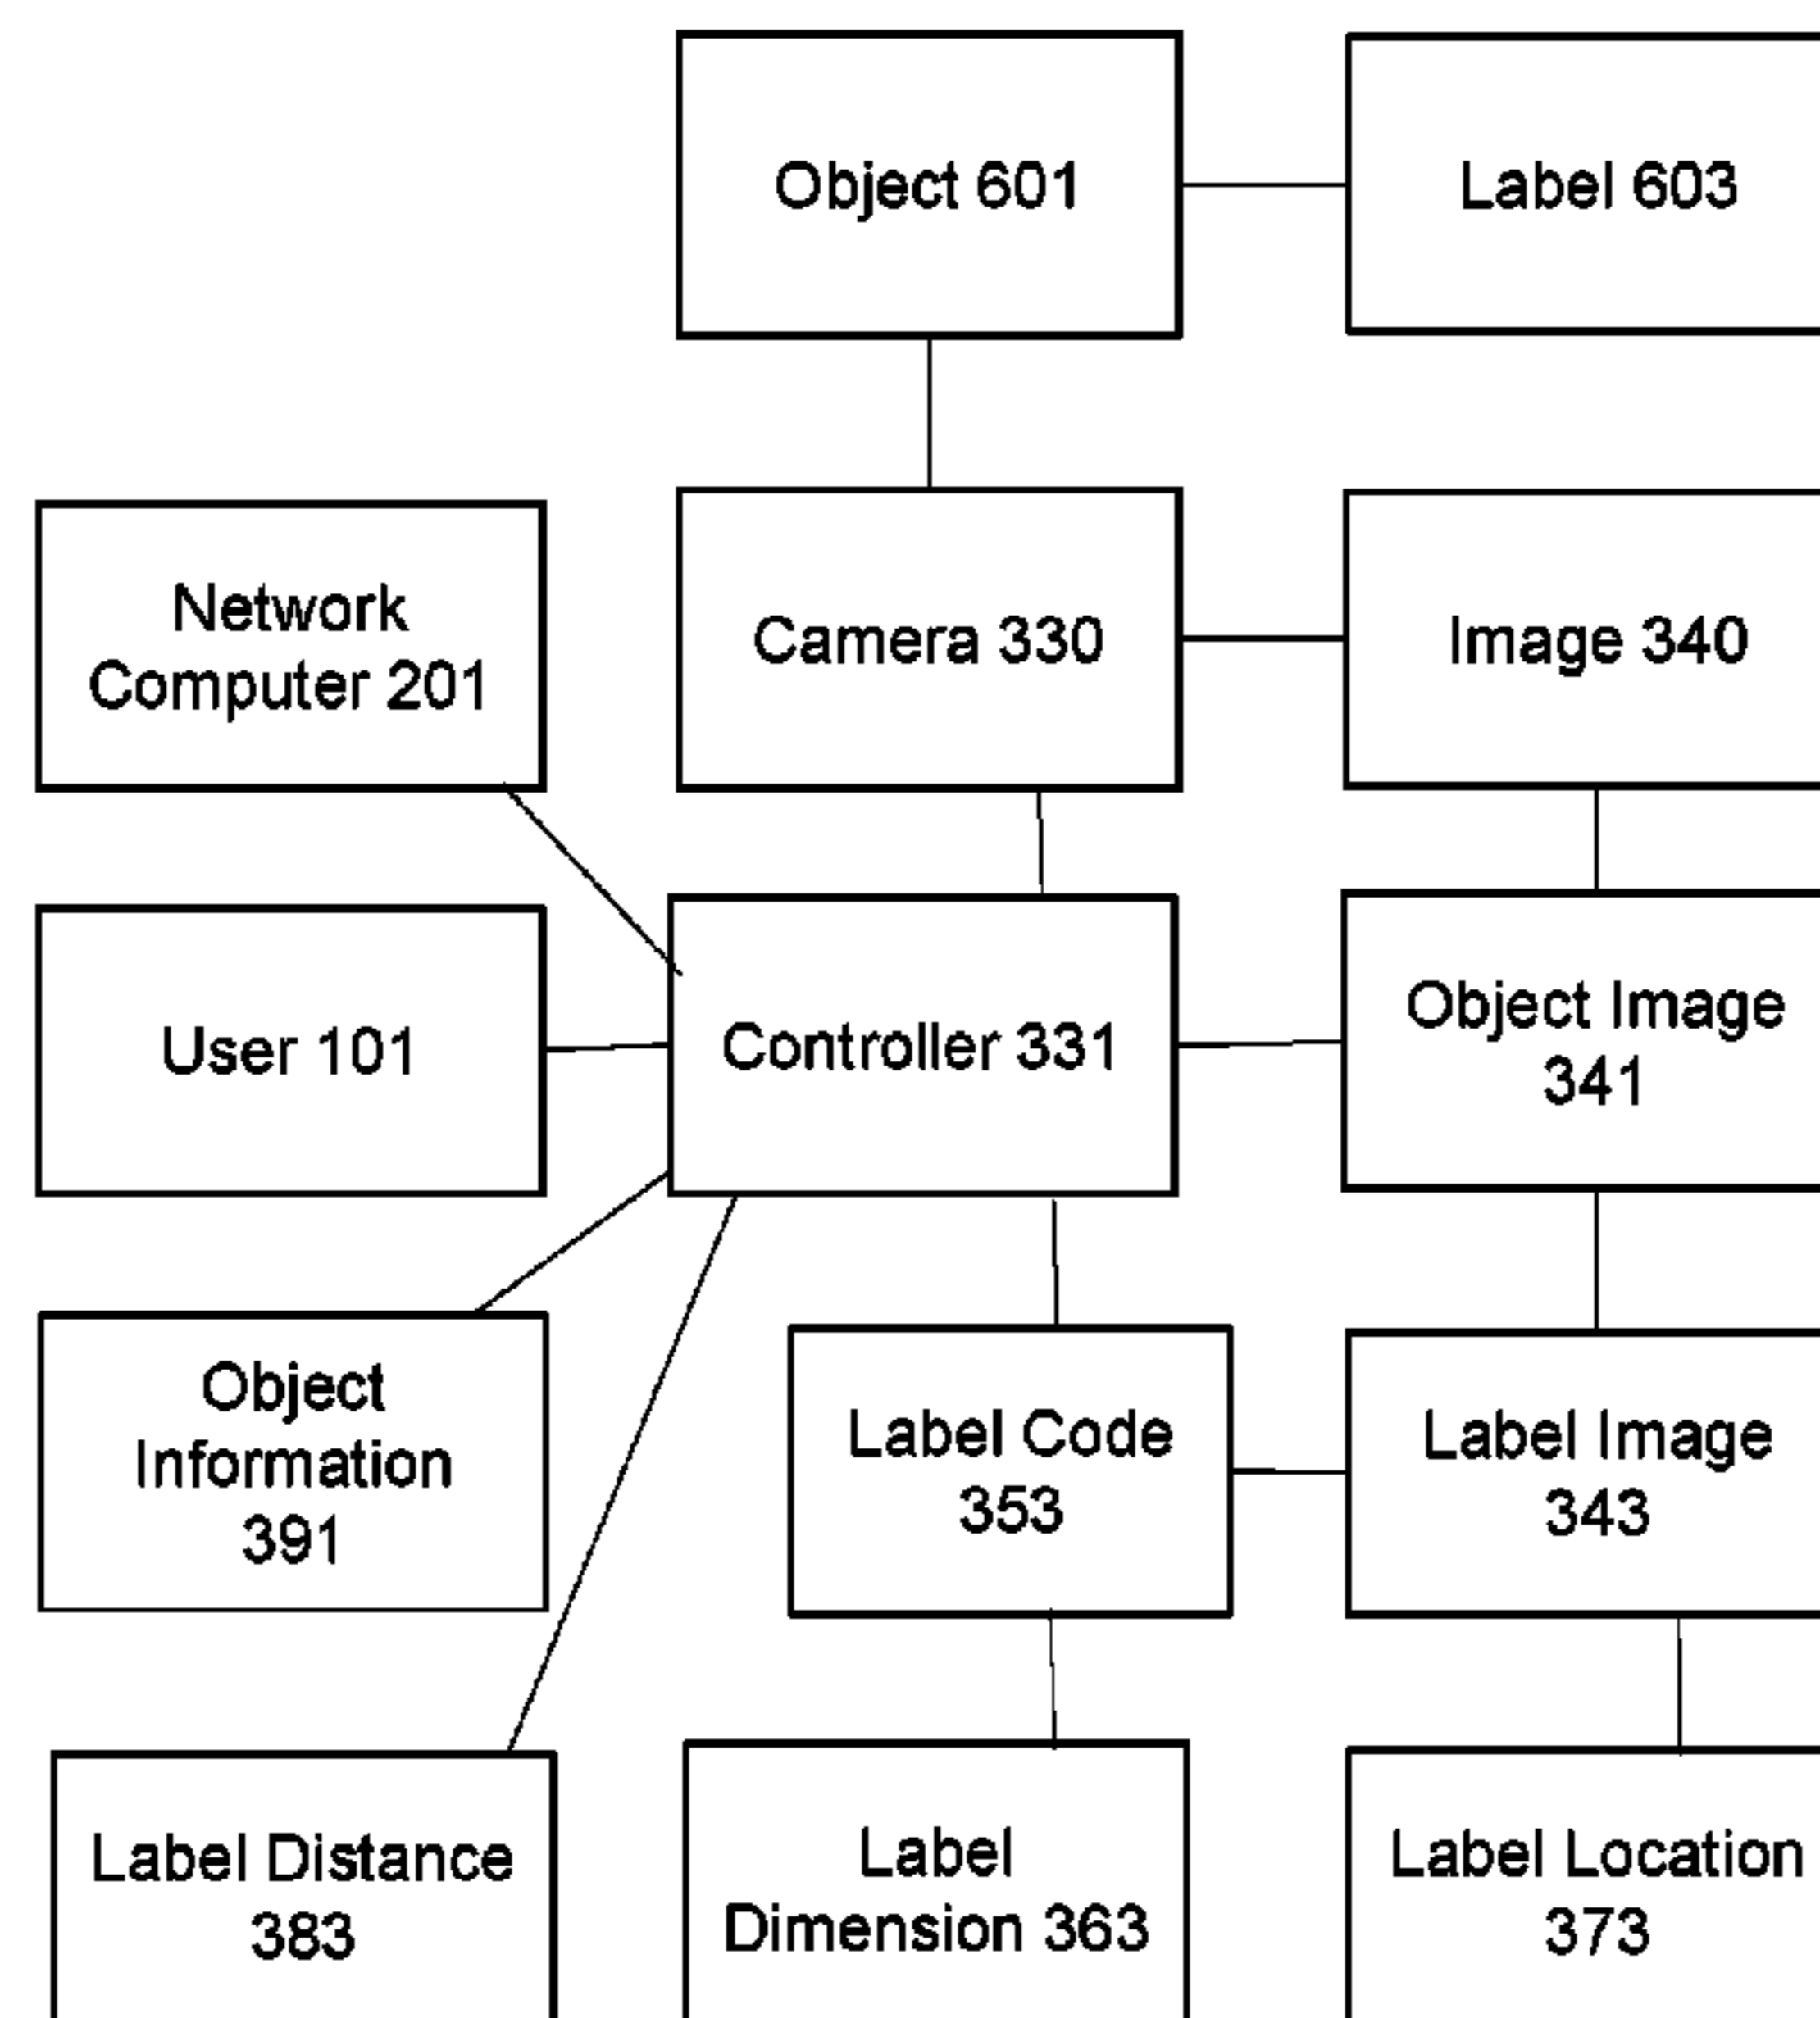 Object 601
Label 603
Network
Computer 201
Camera 330
Image 340
User 101
Controller 331
Object Image
341
Object
Information
391
Label Code
353
Label Image
343
Label Distance
383
Label
Dimension 363
Label Location
373